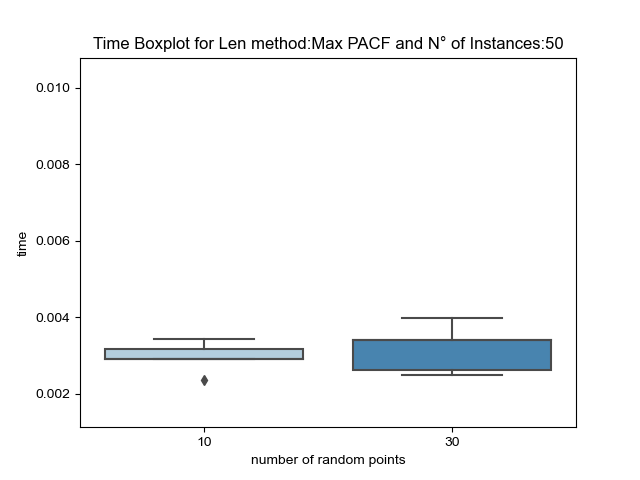 Time Boxplot for Len method:Max PACF and N° of Instances:50
0.010
0.008
0.006
0.004
0.002
time
10
30
number of random points